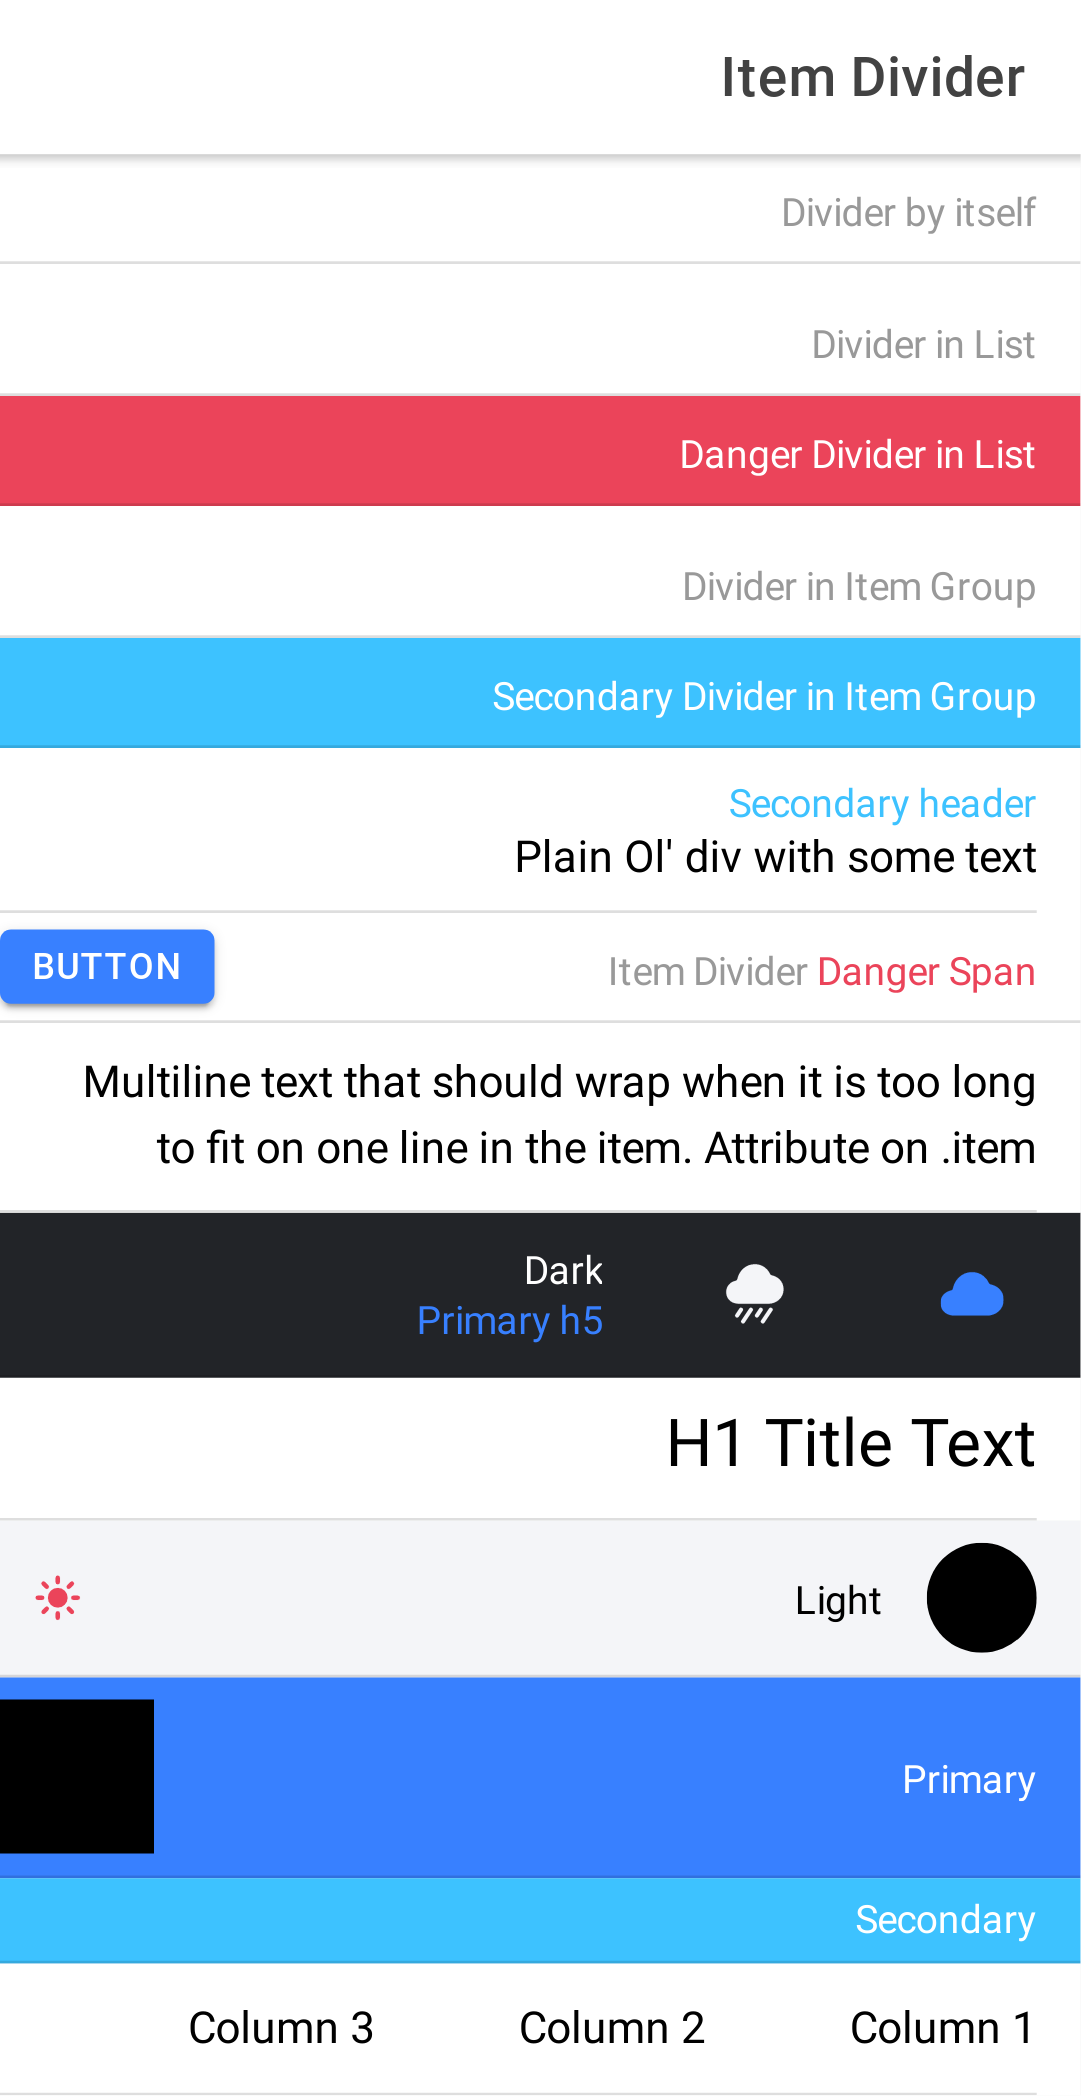 Item Divider
Divider by itself
Divider in List
Danger Divider in List
Divider in Item Group
Secondary Divider in Item Group
Secondary header
Plain Ol' div with some text
Item Divider Danger Span
BUTTON
Multiline text that should wrap when it is too long
to fit on one line in the item. Attribute on .item
Dark
Primary h5
H1 Title Text
Light
Primary
Secondary
Column 1
Column 2
Column 3